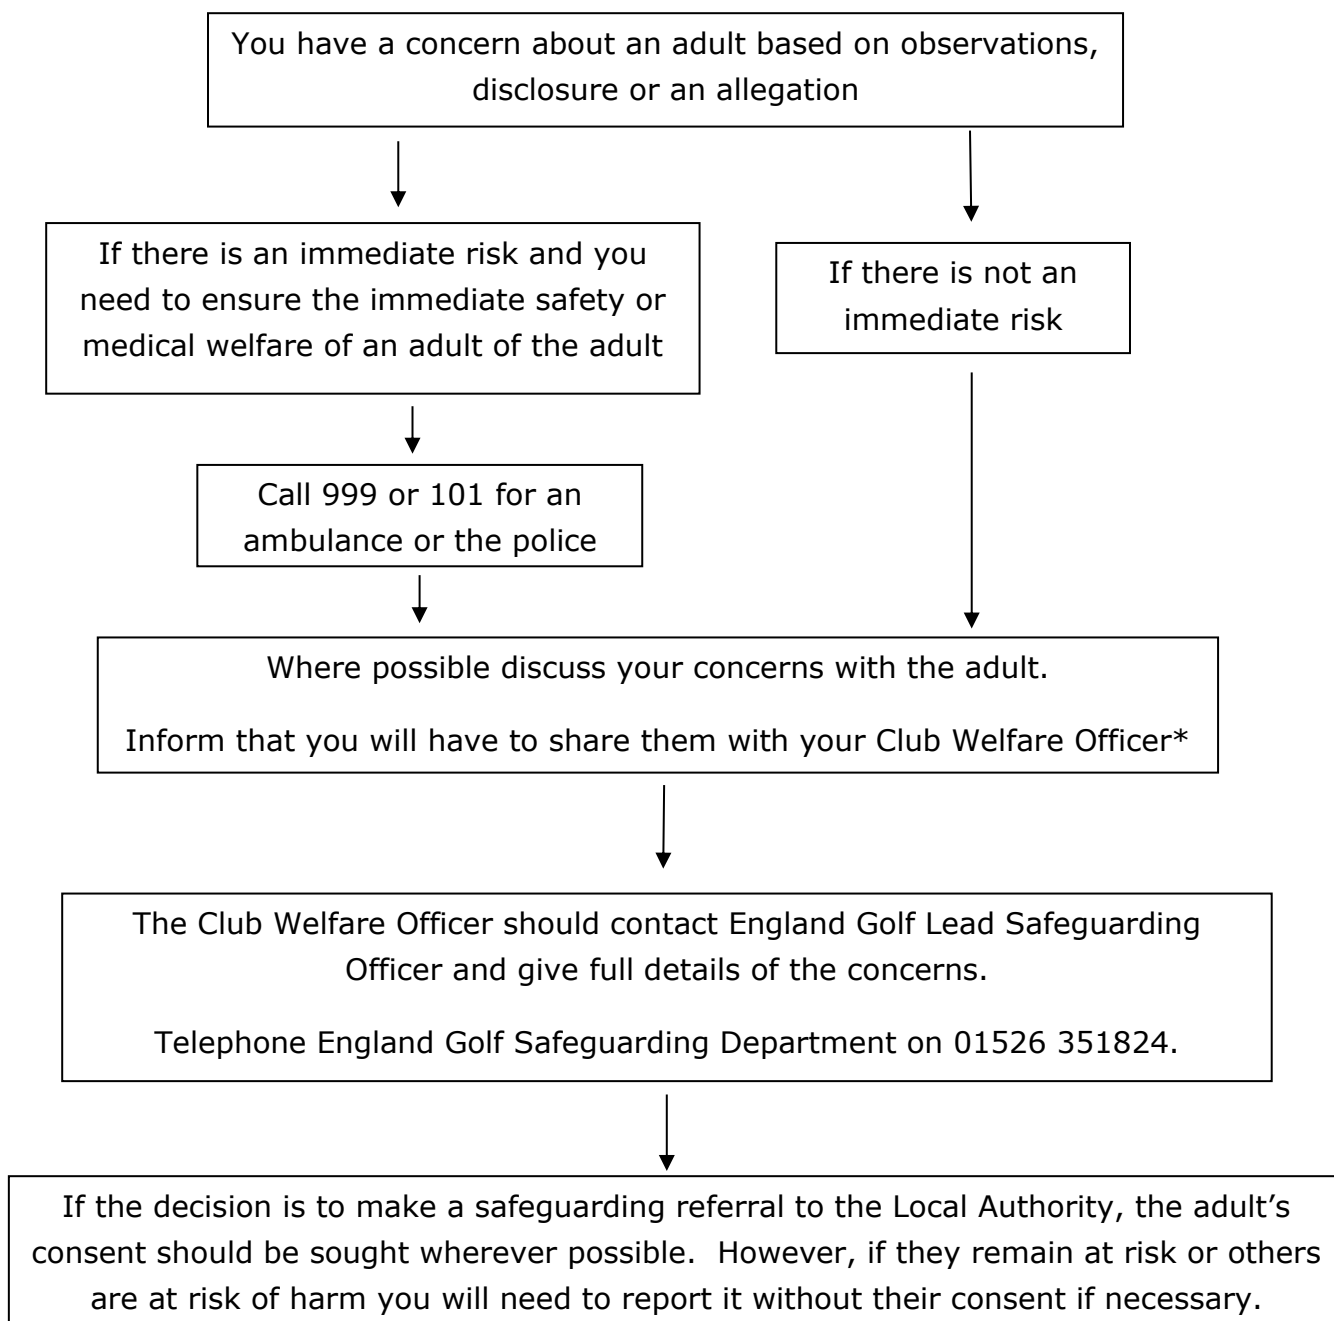 You have a concern about an adult based on observations,
disclosure or an allegation
If there is an immediate risk and you
need to ensure the immediate safety or
medical welfare of an adult of the adult
If there is not an
immediate risk
Call 999 or 101 for an
ambulance or the police
Where possible discuss your concerns with the adult.
Inform that you will have to share them with your Club Welfare Officer*
The Club Welfare Officer should contact England Golf Lead Safeguarding
Officer and give full details of the concerns.
Telephone England Golf Safeguarding Department on 01526 351824.
If the decision is to make a safeguarding referral to the Local Authority, the adult’s
consent should be sought wherever possible.  However, if they remain at risk or others
are at risk of harm you will need to report it without their consent if necessary.